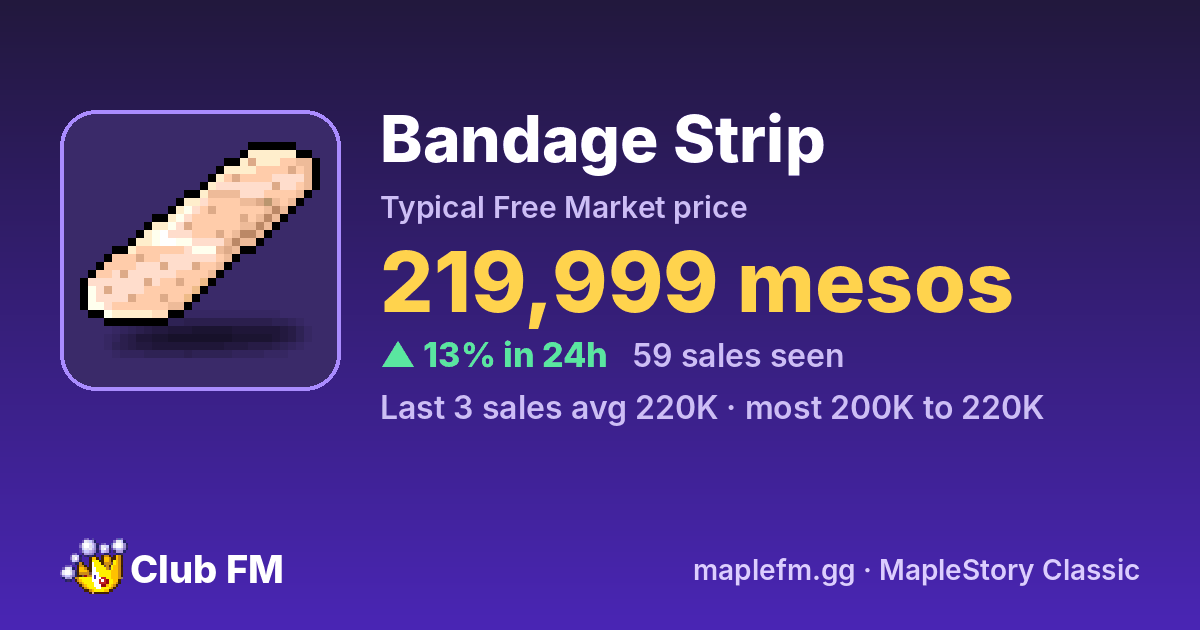 Bandage Strip
Typical Free Market price
219,999 mesos
▲ 13% in 24h 59 sales seen
Last 3 sales avg 220K · most 200K to 220K
Club FM
maplefm.gg · MapleStory Classic